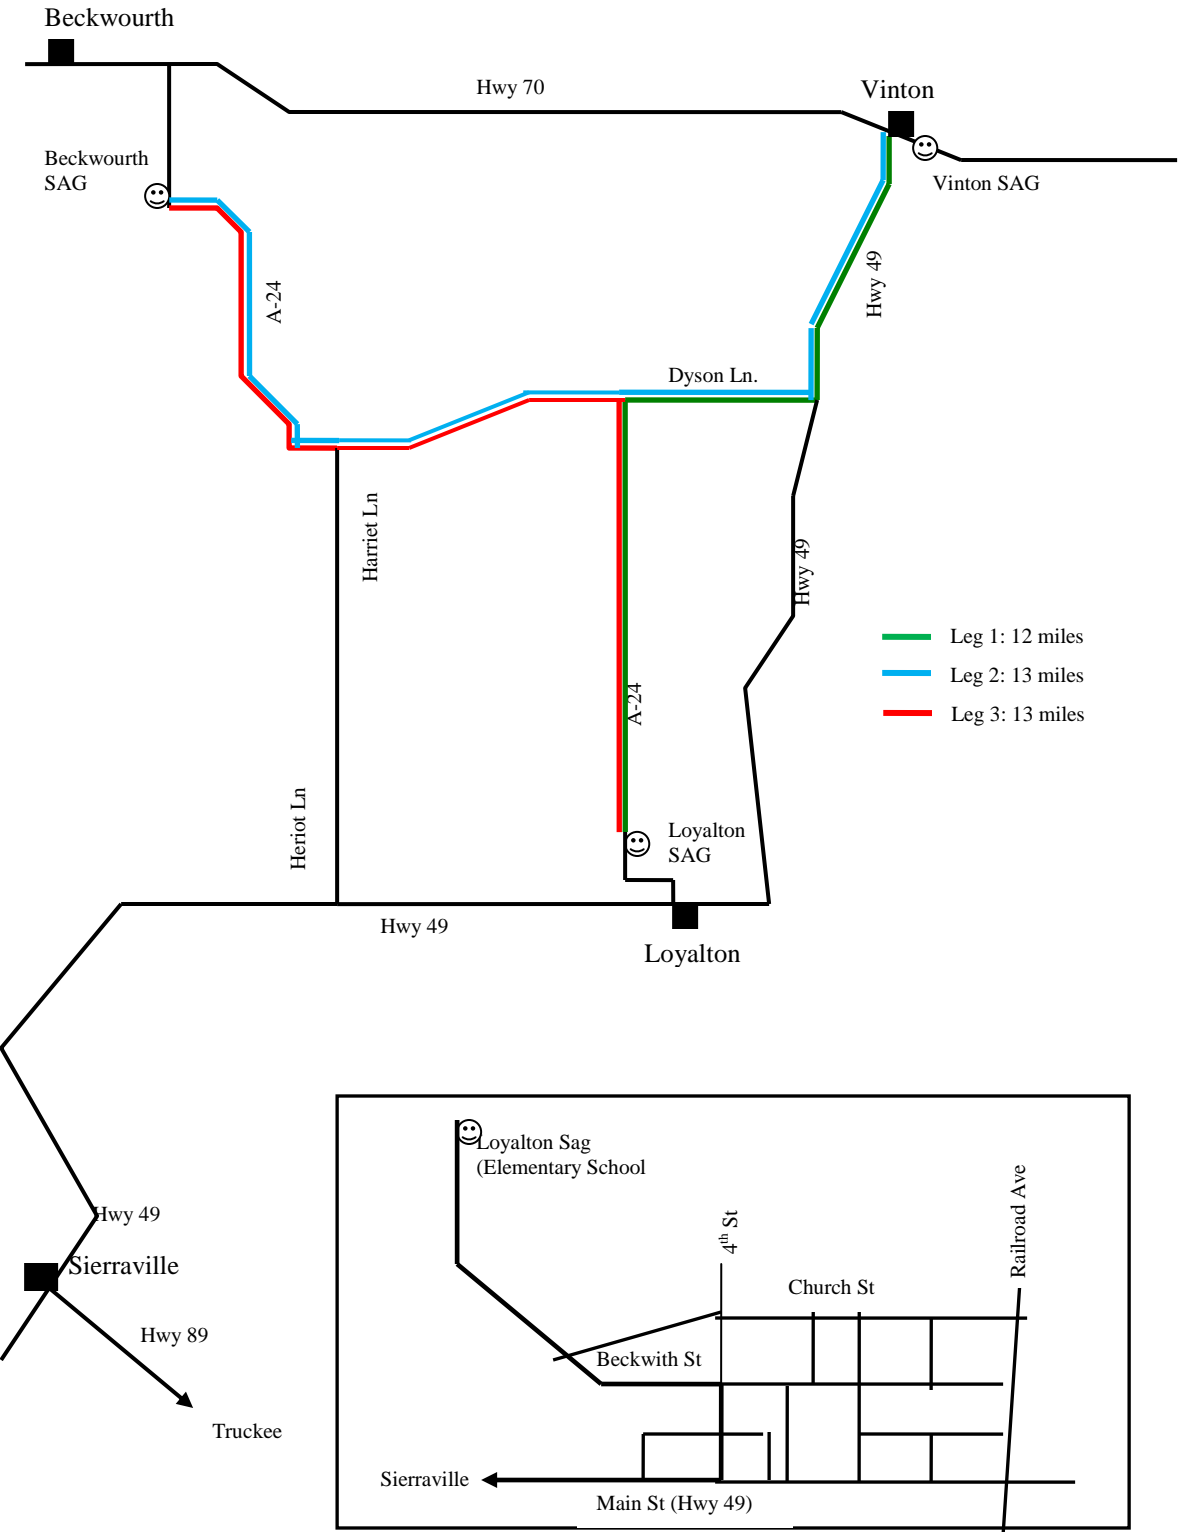 Beckwourth
Hwy 70
Vinton
Beckwourth
SAG
Vinton SAG
A-24
Hwy 49
Dyson Ln.
Harriet Ln
Hwy 49
Leg 1: 12 miles
Leg 2: 13 miles
Leg 3: 13 miles
A-24
Heriot Ln
Loyalton
SAG
Hwy 49
Loyalton
Loyalton Sag
(Elementary School
Railroad Ave
4th St
Hwy 49
Sierraville
Church St
Hwy 89
Beckwith St
Truckee
Sierraville
Main St (Hwy 49)